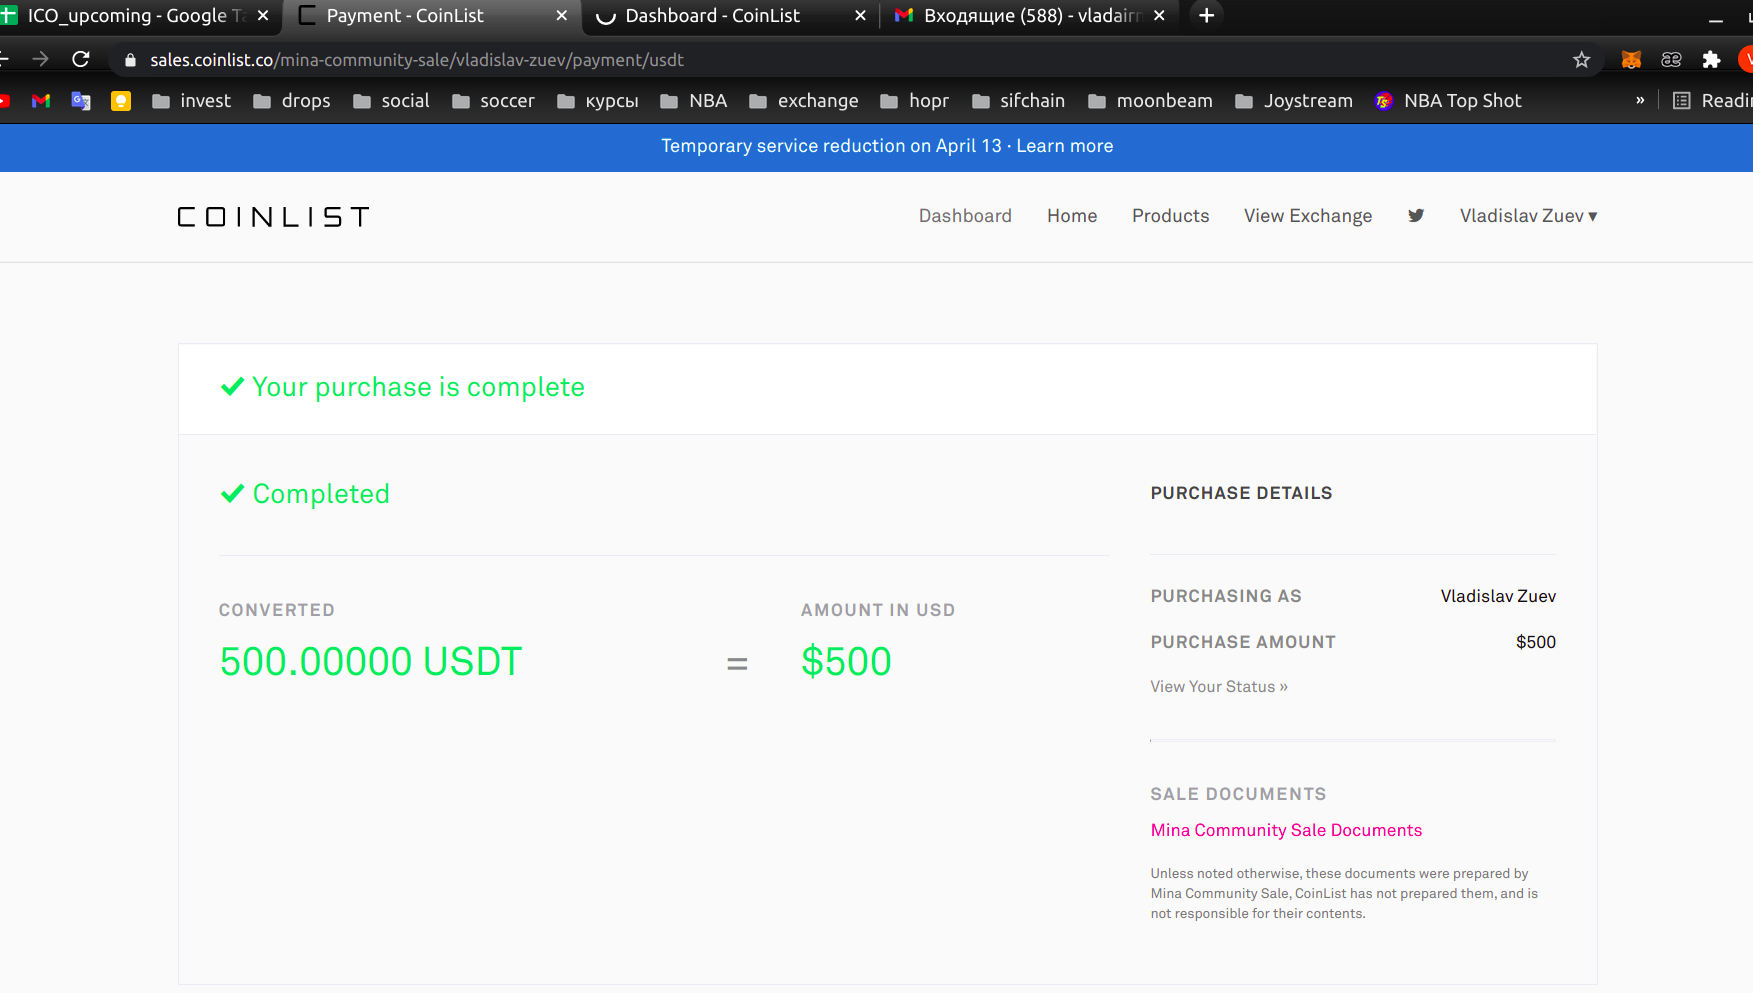 ICO_upcoming - Google Ta
Payment - CoinList
Dashboard - CoinList
Входящие (588) - vladairn
sales.coinlist.co/mina-community-sale/vladislav-zuev/payment/usdt
invest drops social soccer курсы NBA exchange hopr sifchain moonbeam Joystream NBA Top Shot » Readi
Temporary service reduction on April 13 · Learn more
COINLIST
Dashboard Home Products View Exchange Vladislav Zuev ▾
Your purchase is complete
Completed
PURCHASE DETAILS
CONVERTED
AMOUNT IN USD
500.00000 USDT = $500
PURCHASING AS Vladislav Zuev
PURCHASE AMOUNT $500
View Your Status »
SALE DOCUMENTS
Mina Community Sale Documents
Unless noted otherwise, these documents were prepared by
Mina Community Sale, CoinList has not prepared them, and is
not responsible for their contents.